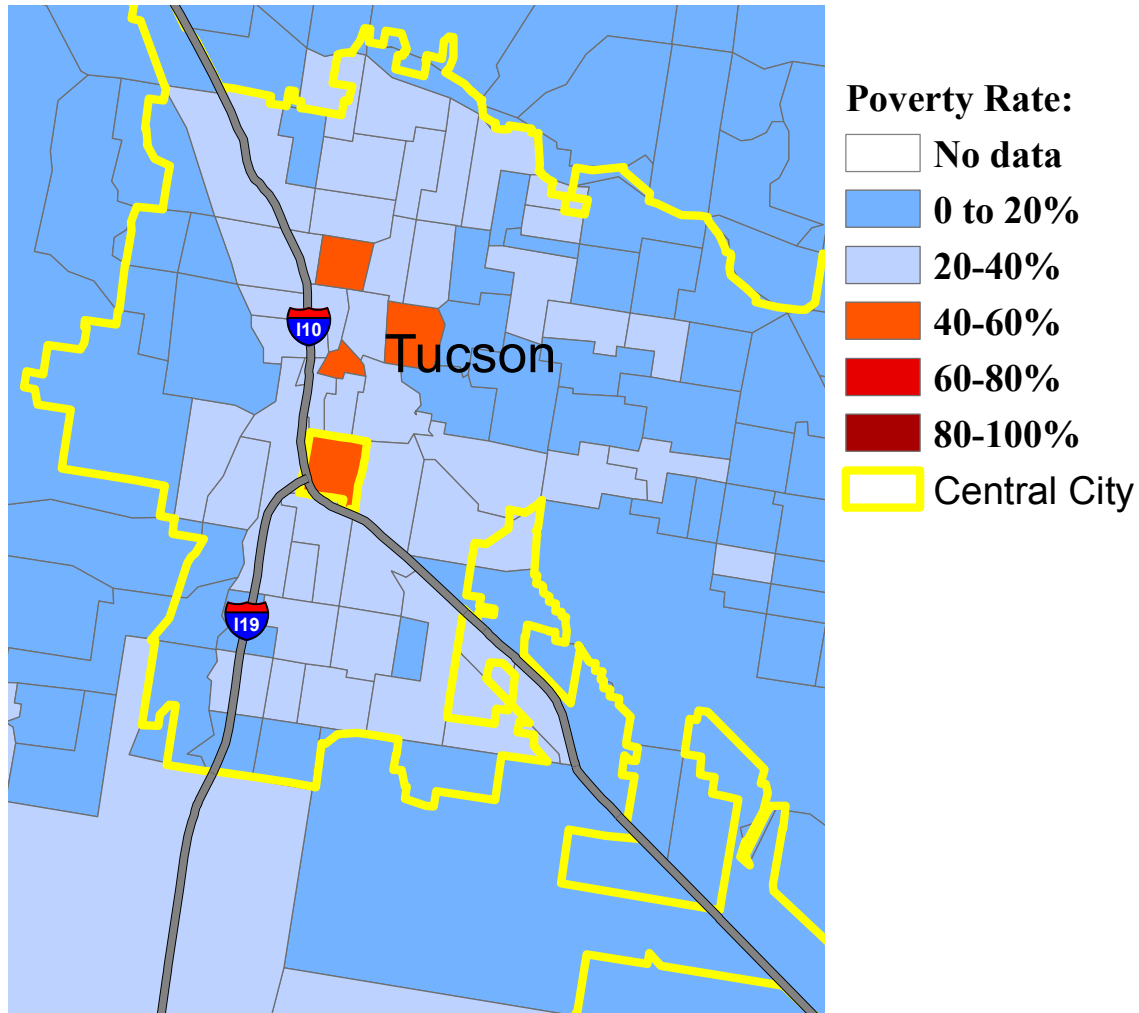 Poverty Rate:
No data
0 to 20%
20-40%
40-60%
60-80%
80-100%
Central City
I10
Tucson
I19